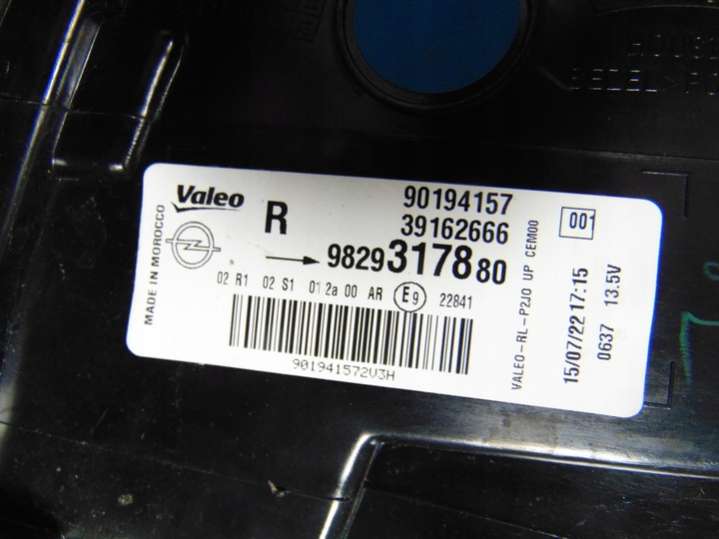 Valeo
R
90194157
39162666
9829317880
001
02 R1 02 S1 01 2a 00 AR E9 22841
901941572V3H
MADE IN MOROCCO
VALEO-RL-P2JO UP CEM00
15/07/22 17:15
0637 13.5V